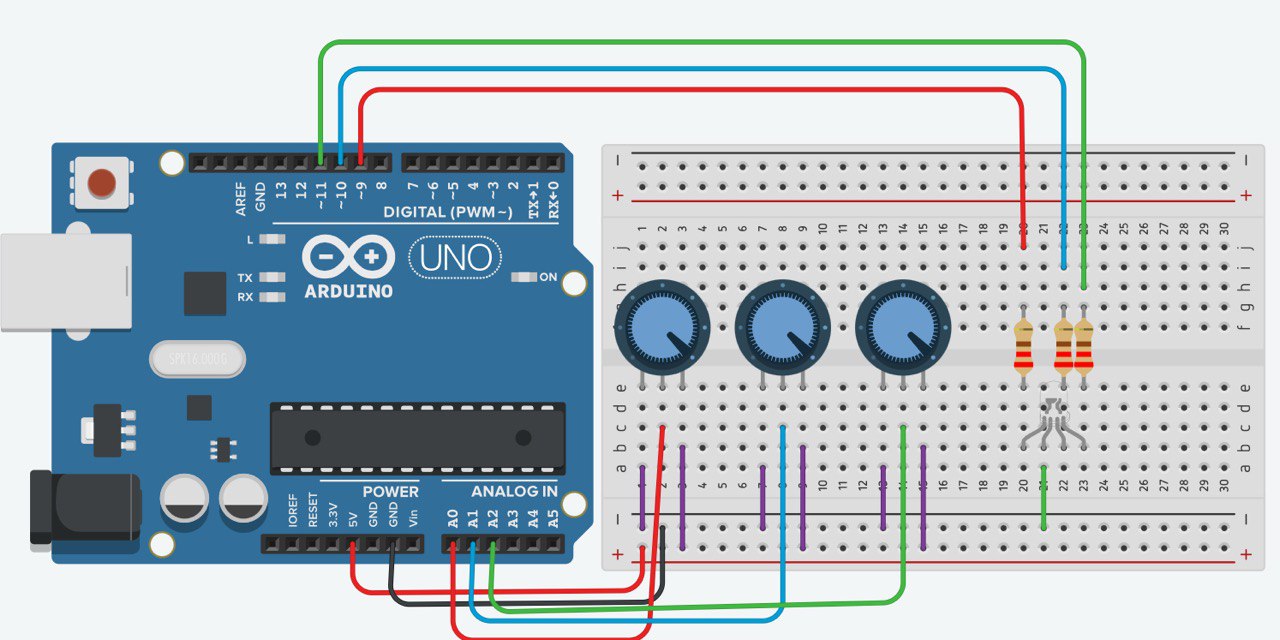 AREF
GND
13
12
~11
~10
~9
8
7
~6
~5
4
~3
2
TX→1
RX←0
DIGITAL (PWM~)
L
TX
RX
ARDUINO
UNO
ON
SPK16.000G
IOREF
RESET
3.3V
5V
GND
GND
Vin
POWER
ANALOG IN
A0
A1
A2
A3
A4
A5
- -
+ +
1 2 3 4 5 6 7 8 9 10 11 12 13 14 15 16 17 18 19 20 21 22 23 24 25 26 27 28 29 30
j j
i i
h h
g g
f f
e e
d d
c c
b b
a a
1 2 3 4 5 6 7 8 9 10 11 12 13 14 15 16 17 18 19 20 21 22 23 24 25 26 27 28 29 30
- -
+ +